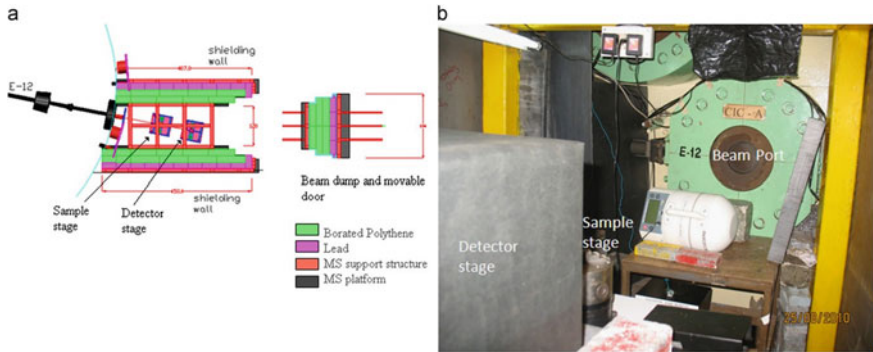 a
shielding
wall
E-12
Sample
stage
Detector
stage
shielding
wall
Beam dump and movable
door
Borated Polythene
Lead
MS support structure
MS platform
b
CIC - A
E-12
Beam Port
Sample
stage
Detector
stage